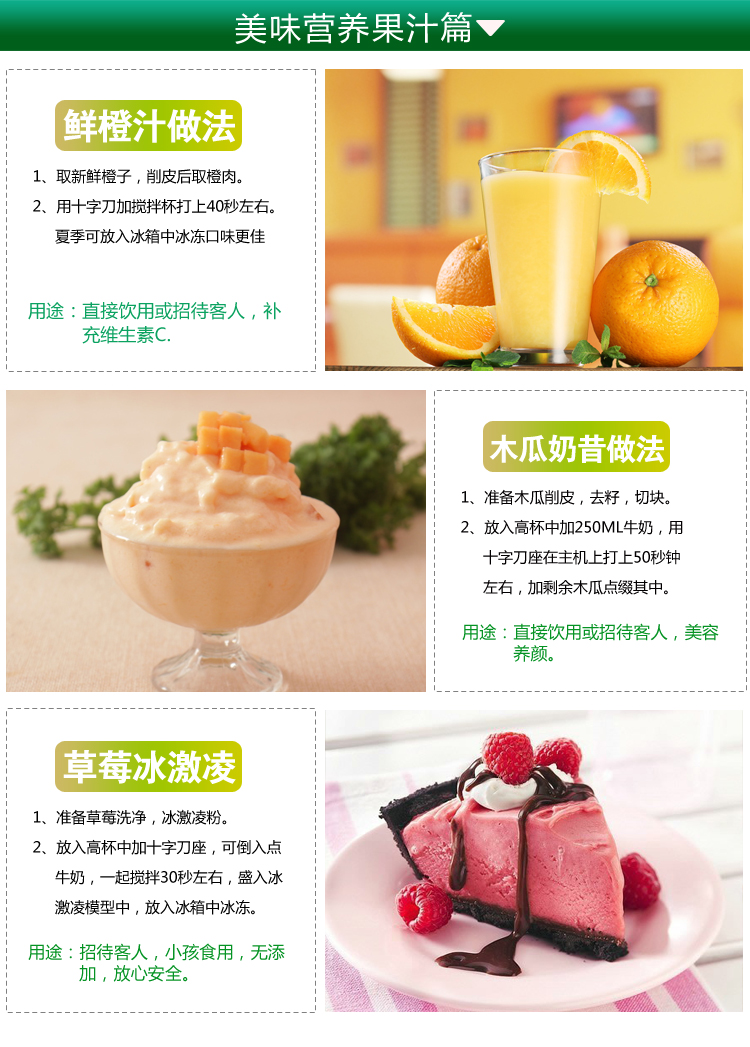 美味营养果汁篇
鲜橙汁做法
1、取新鲜橙子，削皮后取橙肉。
2、用十字刀加搅拌杯打上40秒左右。
夏季可放入冰箱中冰冻口味更佳
用途：直接饮用或招待客人，补
充维生素C.
木瓜奶昔做法
1、准备木瓜削皮，去籽，切块。
2、放入高杯中加250ML牛奶，用
十字刀座在主机上打上50秒钟
左右，加剩余木瓜点缀其中。
用途：直接饮用或招待客人，美容
养颜。
草莓冰激凌
1、准备草莓洗净，冰激凌粉。
2、放入高杯中加十字刀座，可倒入点
牛奶，一起搅拌30秒左右，盛入冰
激凌模型中，放入冰箱中冰冻。
用途：招待客人，小孩食用，无添
加，放心安全。